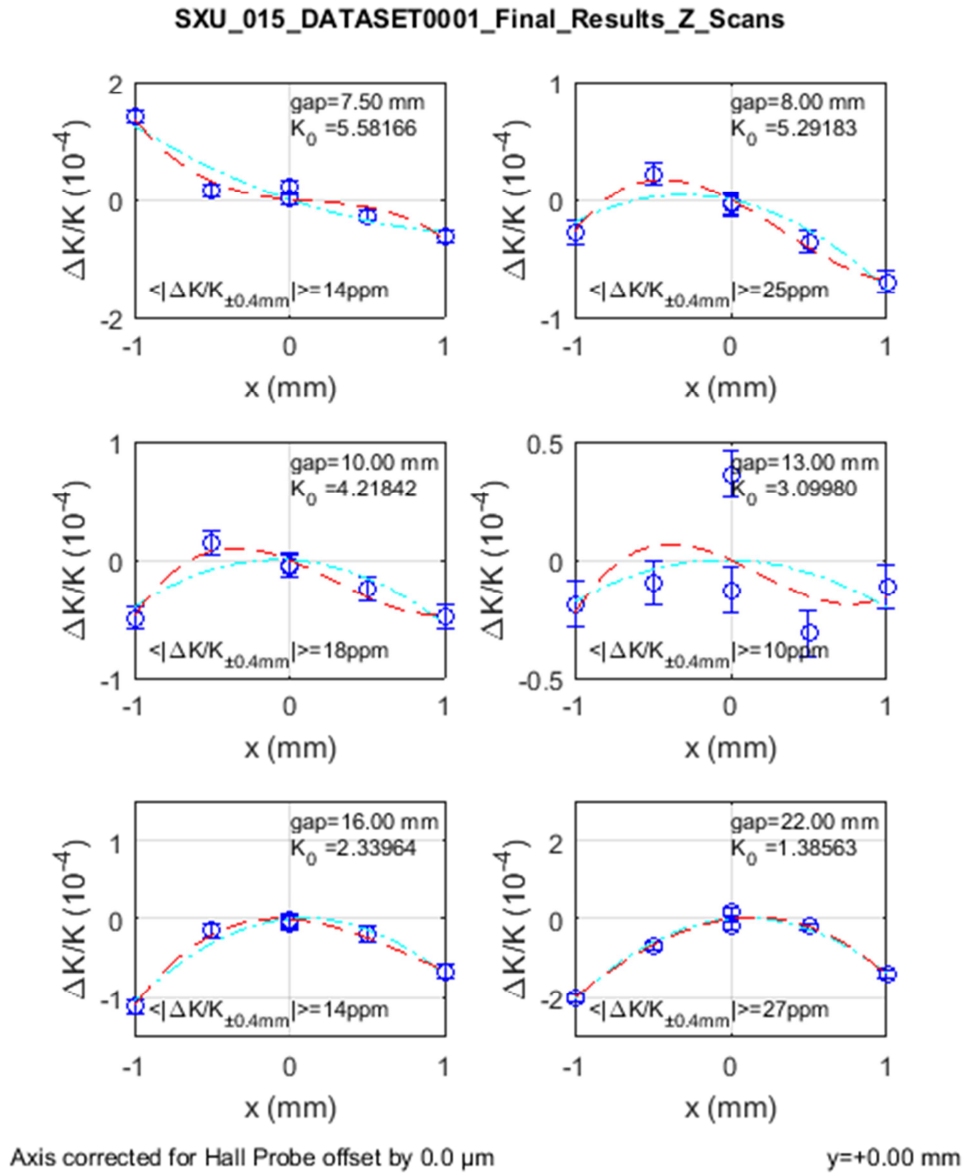 SXU_015_DATASET0001_Final_Results_Z_Scans
2
0
-2
ΔK/K (10⁻⁴)
gap=7.50 mm
K₀ =5.58166
<|ΔK/K±0.4mm|>=14ppm
-1 0 1
x (mm)
1
0
-1
ΔK/K (10⁻⁴)
gap=8.00 mm
K₀ =5.29183
<|ΔK/K±0.4mm|>=25ppm
-1 0 1
x (mm)
1
0
-1
ΔK/K (10⁻⁴)
gap=10.00 mm
K₀ =4.21842
<|ΔK/K±0.4mm|>=18ppm
-1 0 1
x (mm)
0.5
0
-0.5
ΔK/K (10⁻⁴)
gap=13.00 mm
K₀ =3.09980
<|ΔK/K±0.4mm|>=10ppm
-1 0 1
x (mm)
1
0
-1
ΔK/K (10⁻⁴)
gap=16.00 mm
K₀ =2.33964
<|ΔK/K±0.4mm|>=14ppm
-1 0 1
x (mm)
2
0
-2
ΔK/K (10⁻⁴)
gap=22.00 mm
K₀ =1.38563
<|ΔK/K±0.4mm|>=27ppm
-1 0 1
x (mm)
Axis corrected for Hall Probe offset by 0.0 μm
y=+0.00 mm